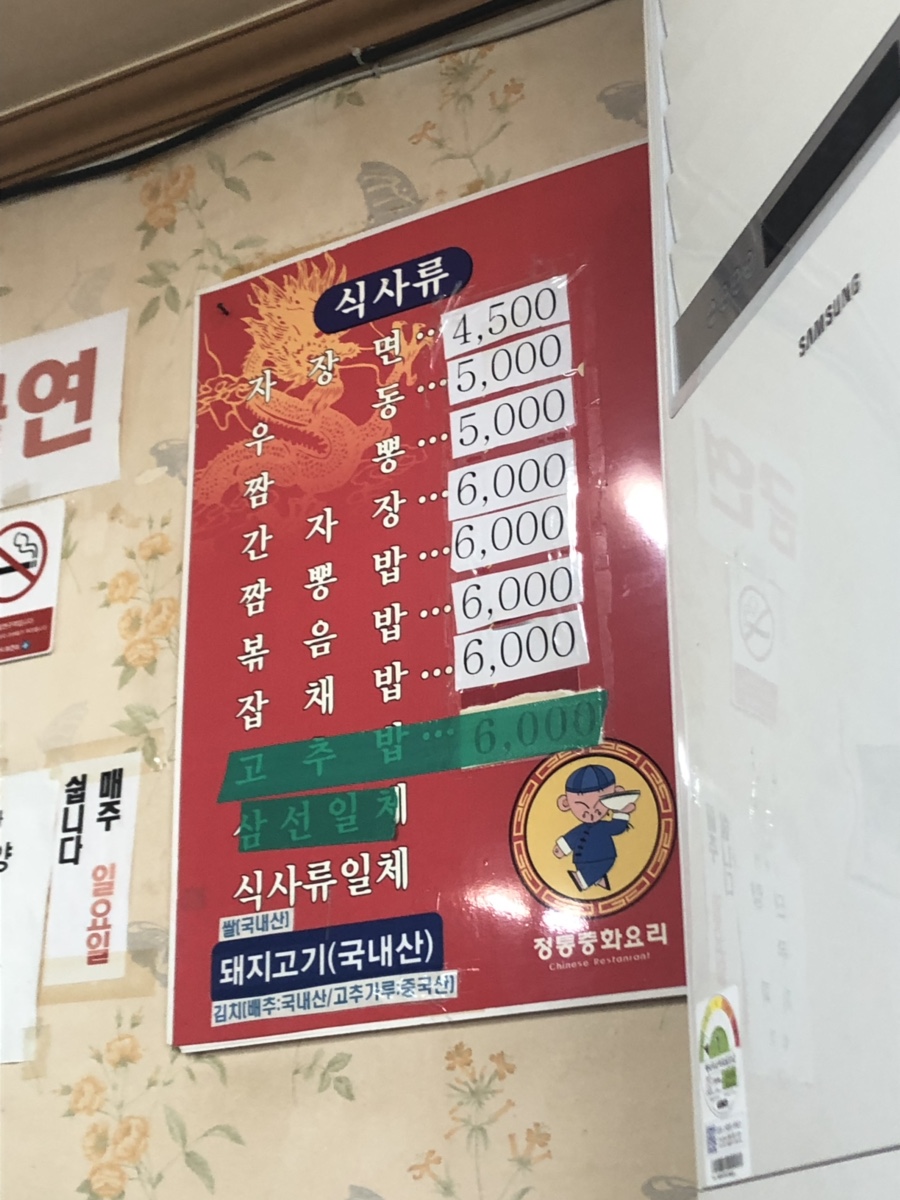 식사류
자 장 면 … 4,500
우 동 … 5,000
짬 뽕 … 5,000
간 자 장 … 6,000
짬 뽕 밥 … 6,000
볶 음 밥 … 6,000
잡 채 밥 … 6,000
고 추 밥 … 6,000
삼선일체
식사류일체
쌀[국내산]
돼지고기(국내산)
김치[배추:국내산/고추가루:중국산]
정통중화요리
Chinese Restanrant
SAMSUNG
연
매주 일요일
쉽니다